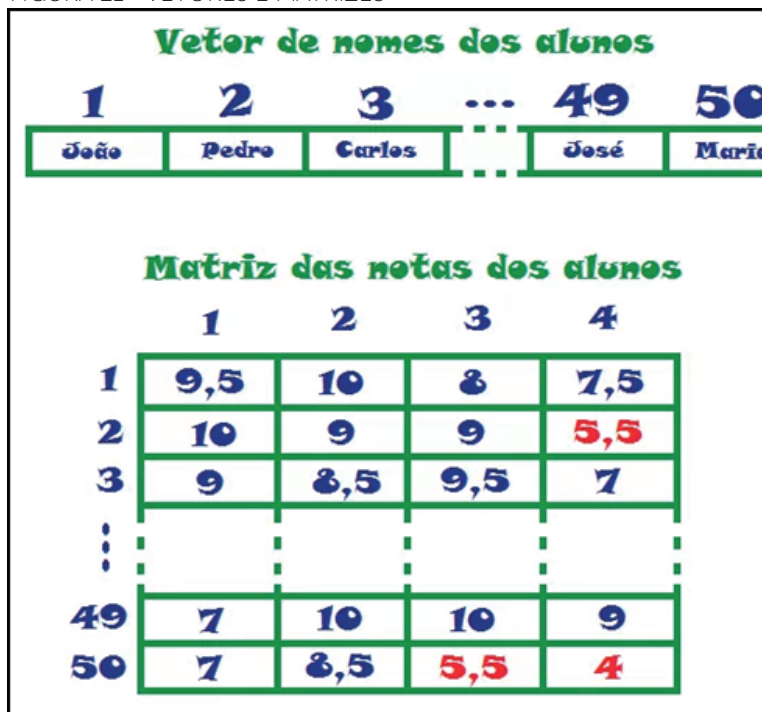 Vetor de nomes dos alunos
1 2 3 ... 49 50
João Pedro Carlos José Maria
Matriz das notas dos alunos
1 2 3 4
1 9,5 10 8 7,5
2 10 9 9 5,5
3 9 8,5 9,5 7
49 7 10 10 9
50 7 8,5 5,5 4